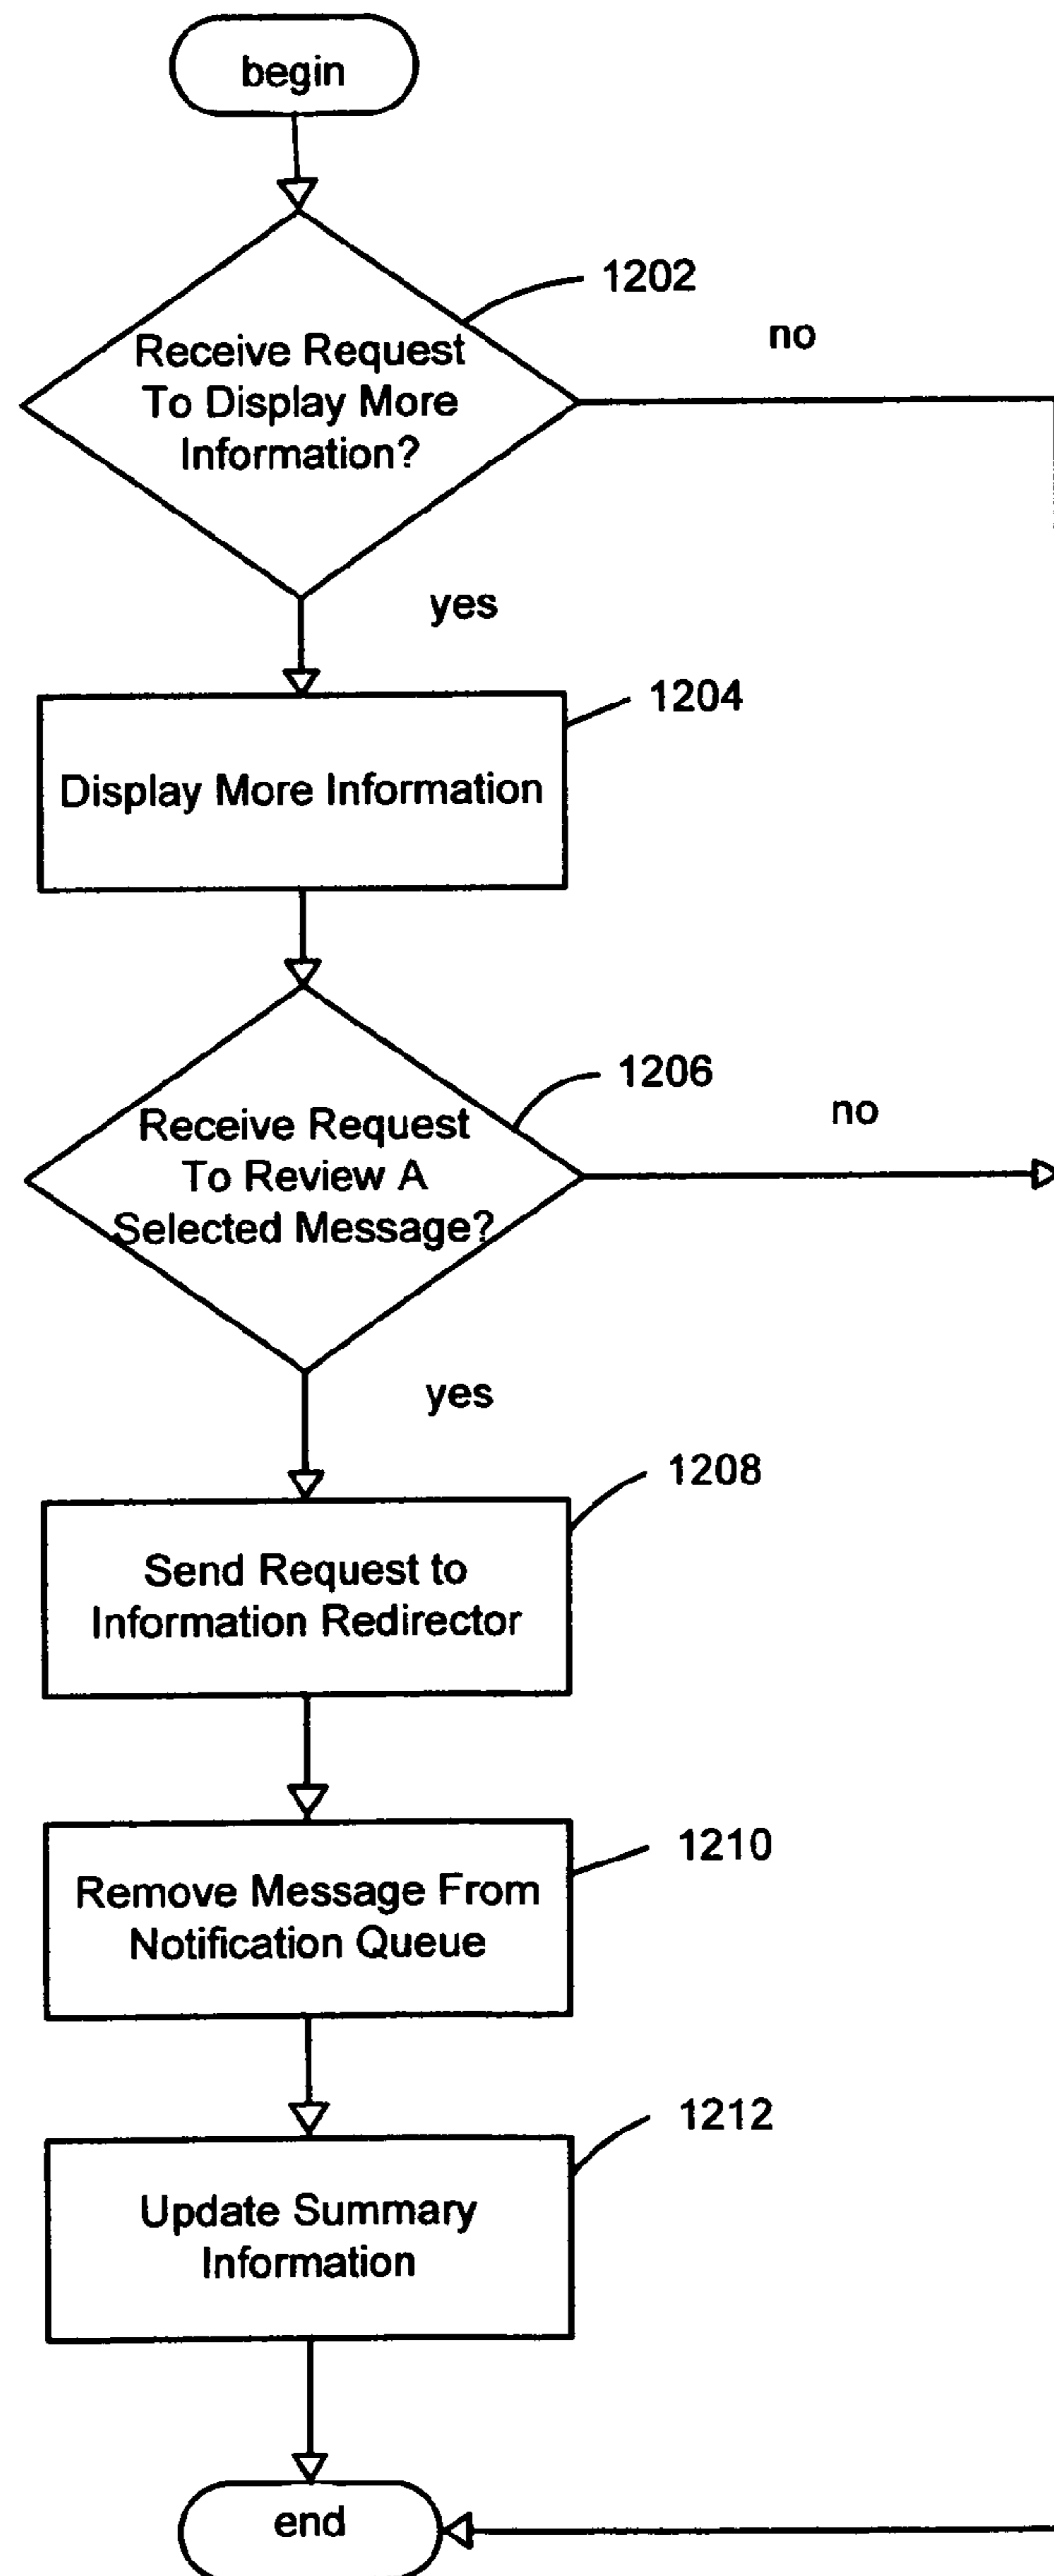 begin
1202
no
Receive Request
To Display More
Information?
yes
1204
Display More Information
1206
no
Receive Request
To Review A
Selected Message?
yes
1208
Send Request to
Information Redirector
1210
Remove Message From
Notification Queue
1212
Update Summary
Information
end